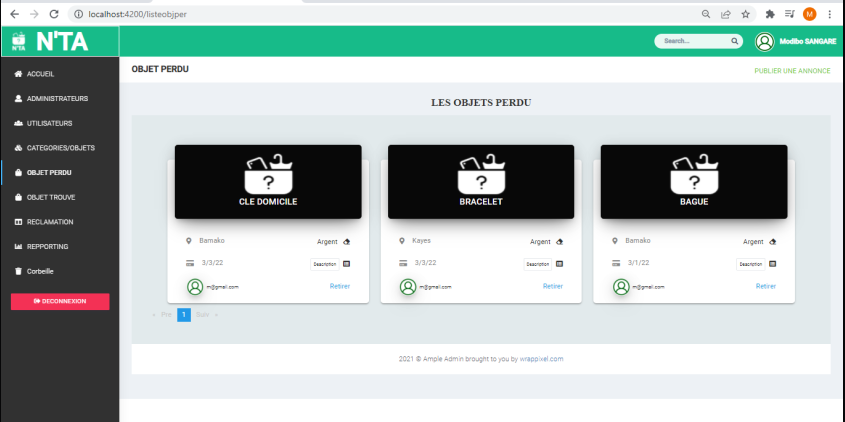 localhost:4200/listeobjper
M
N'TA
N'TA
Search...
Modibo SANGARE
ACCUEIL
ADMINISTRATEURS
UTILISATEURS
CATEGORIES/OBJETS
OBJET PERDU
OBJET TROUVE
RECLAMATION
REPPORTING
Corbeille
DECONNEXION
OBJET PERDU
PUBLIER UNE ANNONCE
LES OBJETS PERDU
?
CLE DOMICILE
Bamako Argent
3/3/22 Description
m@gmail.com Retirer
?
BRACELET
Kayes Argent
3/3/22 Description
m@gmail.com Retirer
?
BAGUE
Bamako Argent
3/1/22 Description
m@gmail.com Retirer
« Pre 1 Suiv »
2021 © Ample Admin brought to you by wrappixel.com